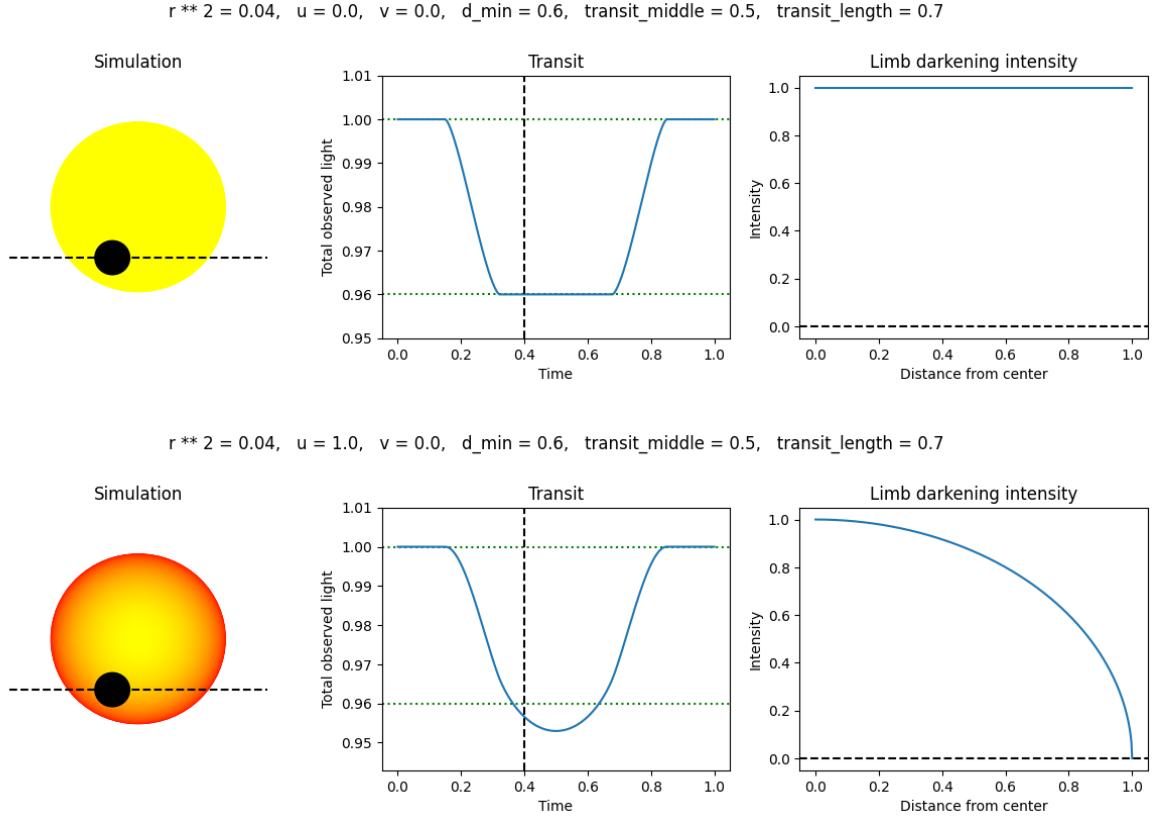 r ** 2 = 0.04,   u = 0.0,   v = 0.0,   d_min = 0.6,   transit_middle = 0.5,   transit_length = 0.7
Simulation
Transit
Total observed light
1.01
1.00
0.99
0.98
0.97
0.96
0.95
0.0 0.2 0.4 0.6 0.8 1.0
Time
Limb darkening intensity
Intensity
1.0
0.8
0.6
0.4
0.2
0.0
0.0 0.2 0.4 0.6 0.8 1.0
Distance from center
r ** 2 = 0.04,   u = 1.0,   v = 0.0,   d_min = 0.6,   transit_middle = 0.5,   transit_length = 0.7
Simulation
Transit
Total observed light
1.01
1.00
0.99
0.98
0.97
0.96
0.95
0.0 0.2 0.4 0.6 0.8 1.0
Time
Limb darkening intensity
Intensity
1.0
0.8
0.6
0.4
0.2
0.0
0.0 0.2 0.4 0.6 0.8 1.0
Distance from center